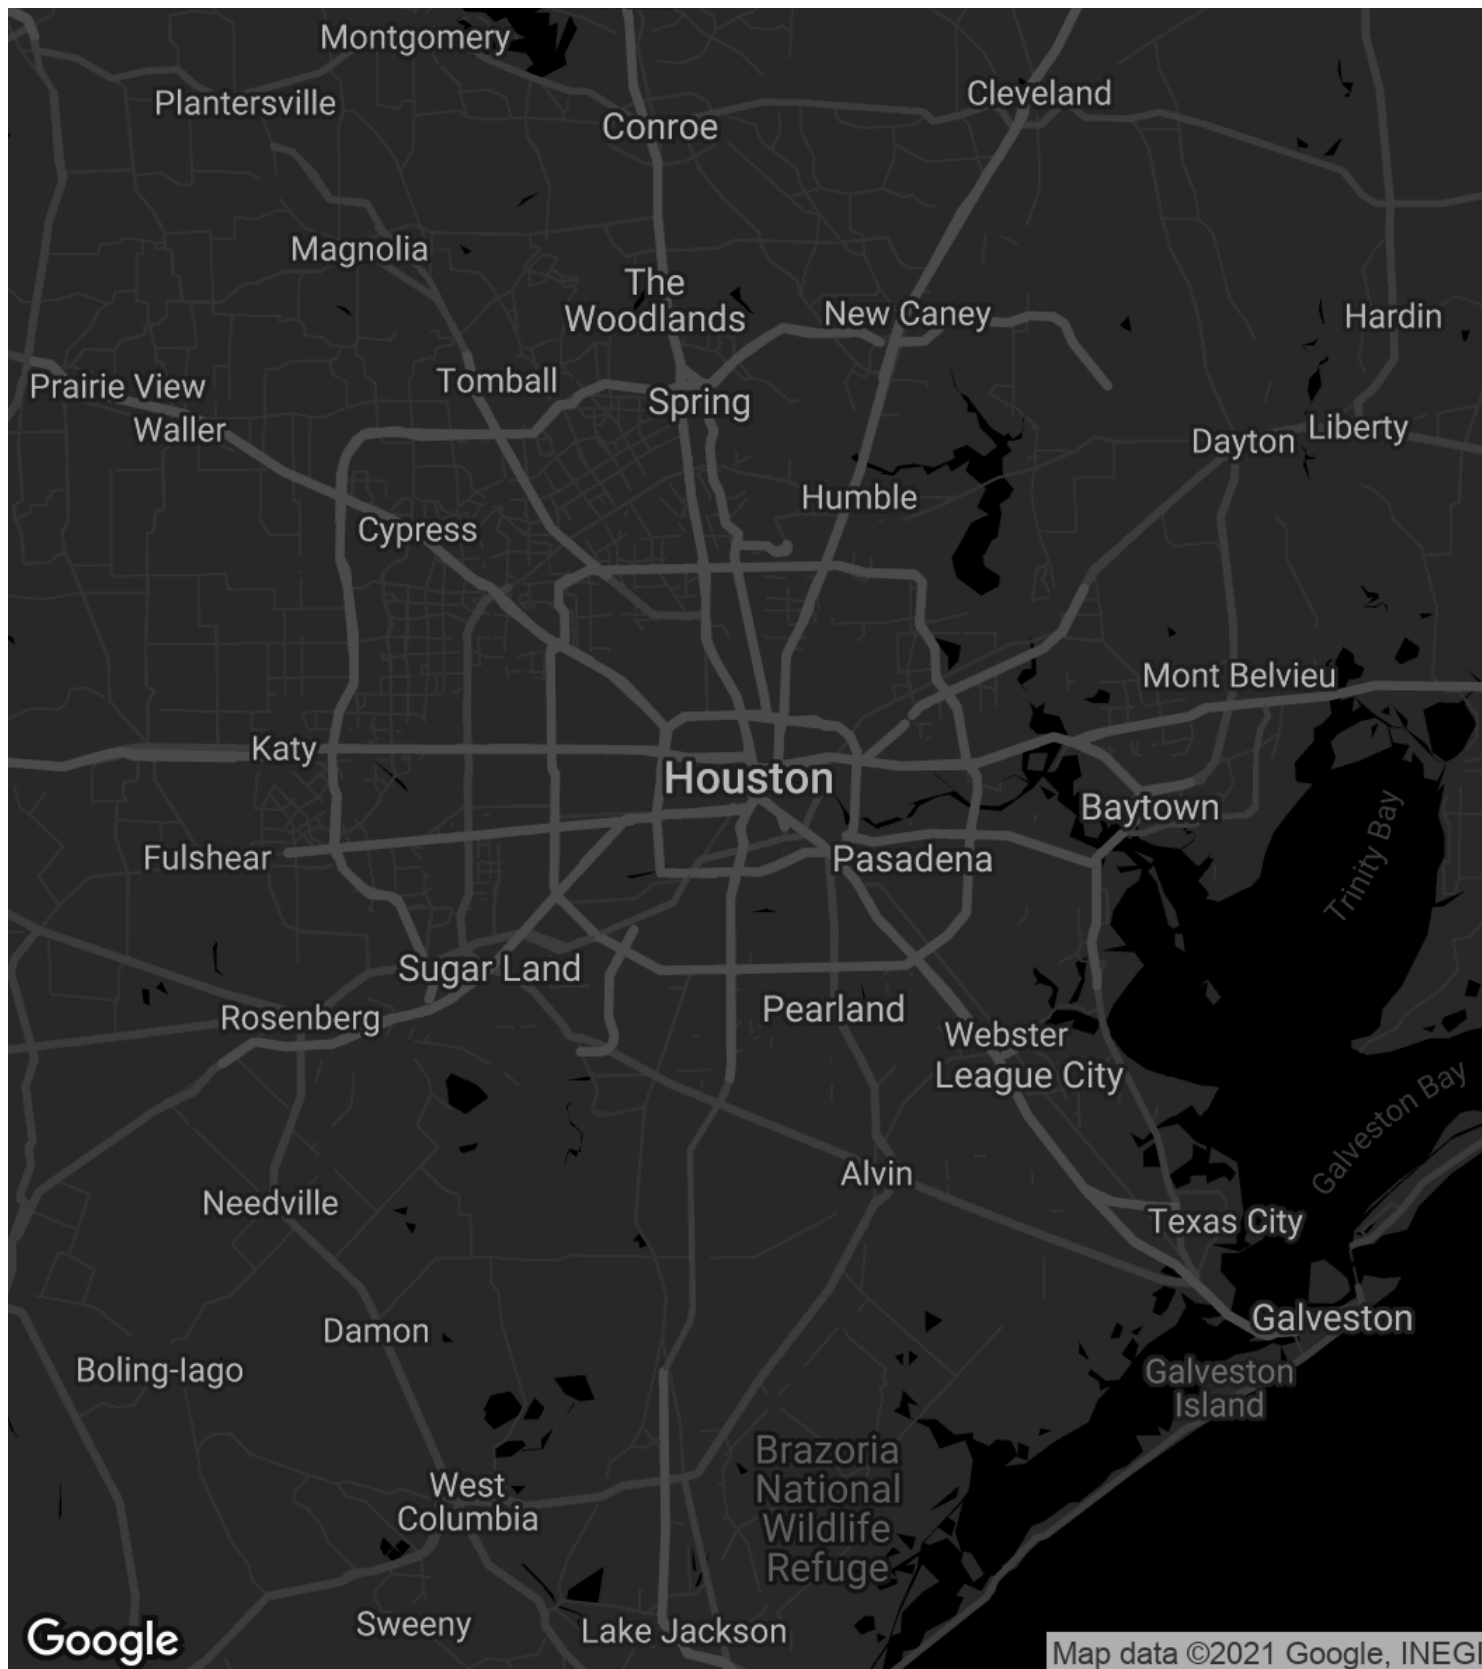 Montgomery
Cleveland
Plantersville
Conroe
Magnolia
The
Woodlands
New Caney
Hardin
Prairie View
Tomball
Spring
Waller
Dayton
Liberty
Humble
Cypress
Mont Belvieu
Katy
Houston
Baytown
Trinity Bay
Fulshear
Pasadena
Sugar Land
Pearland
Rosenberg
Webster
League City
Galveston Bay
Alvin
Needville
Texas City
Damon
Galveston
Boling-Iago
Galveston
Island
Brazoria
National
Wildlife
Refuge
West
Columbia
Sweeny
Lake Jackson
Google
Map data ©2021 Google, INEGI